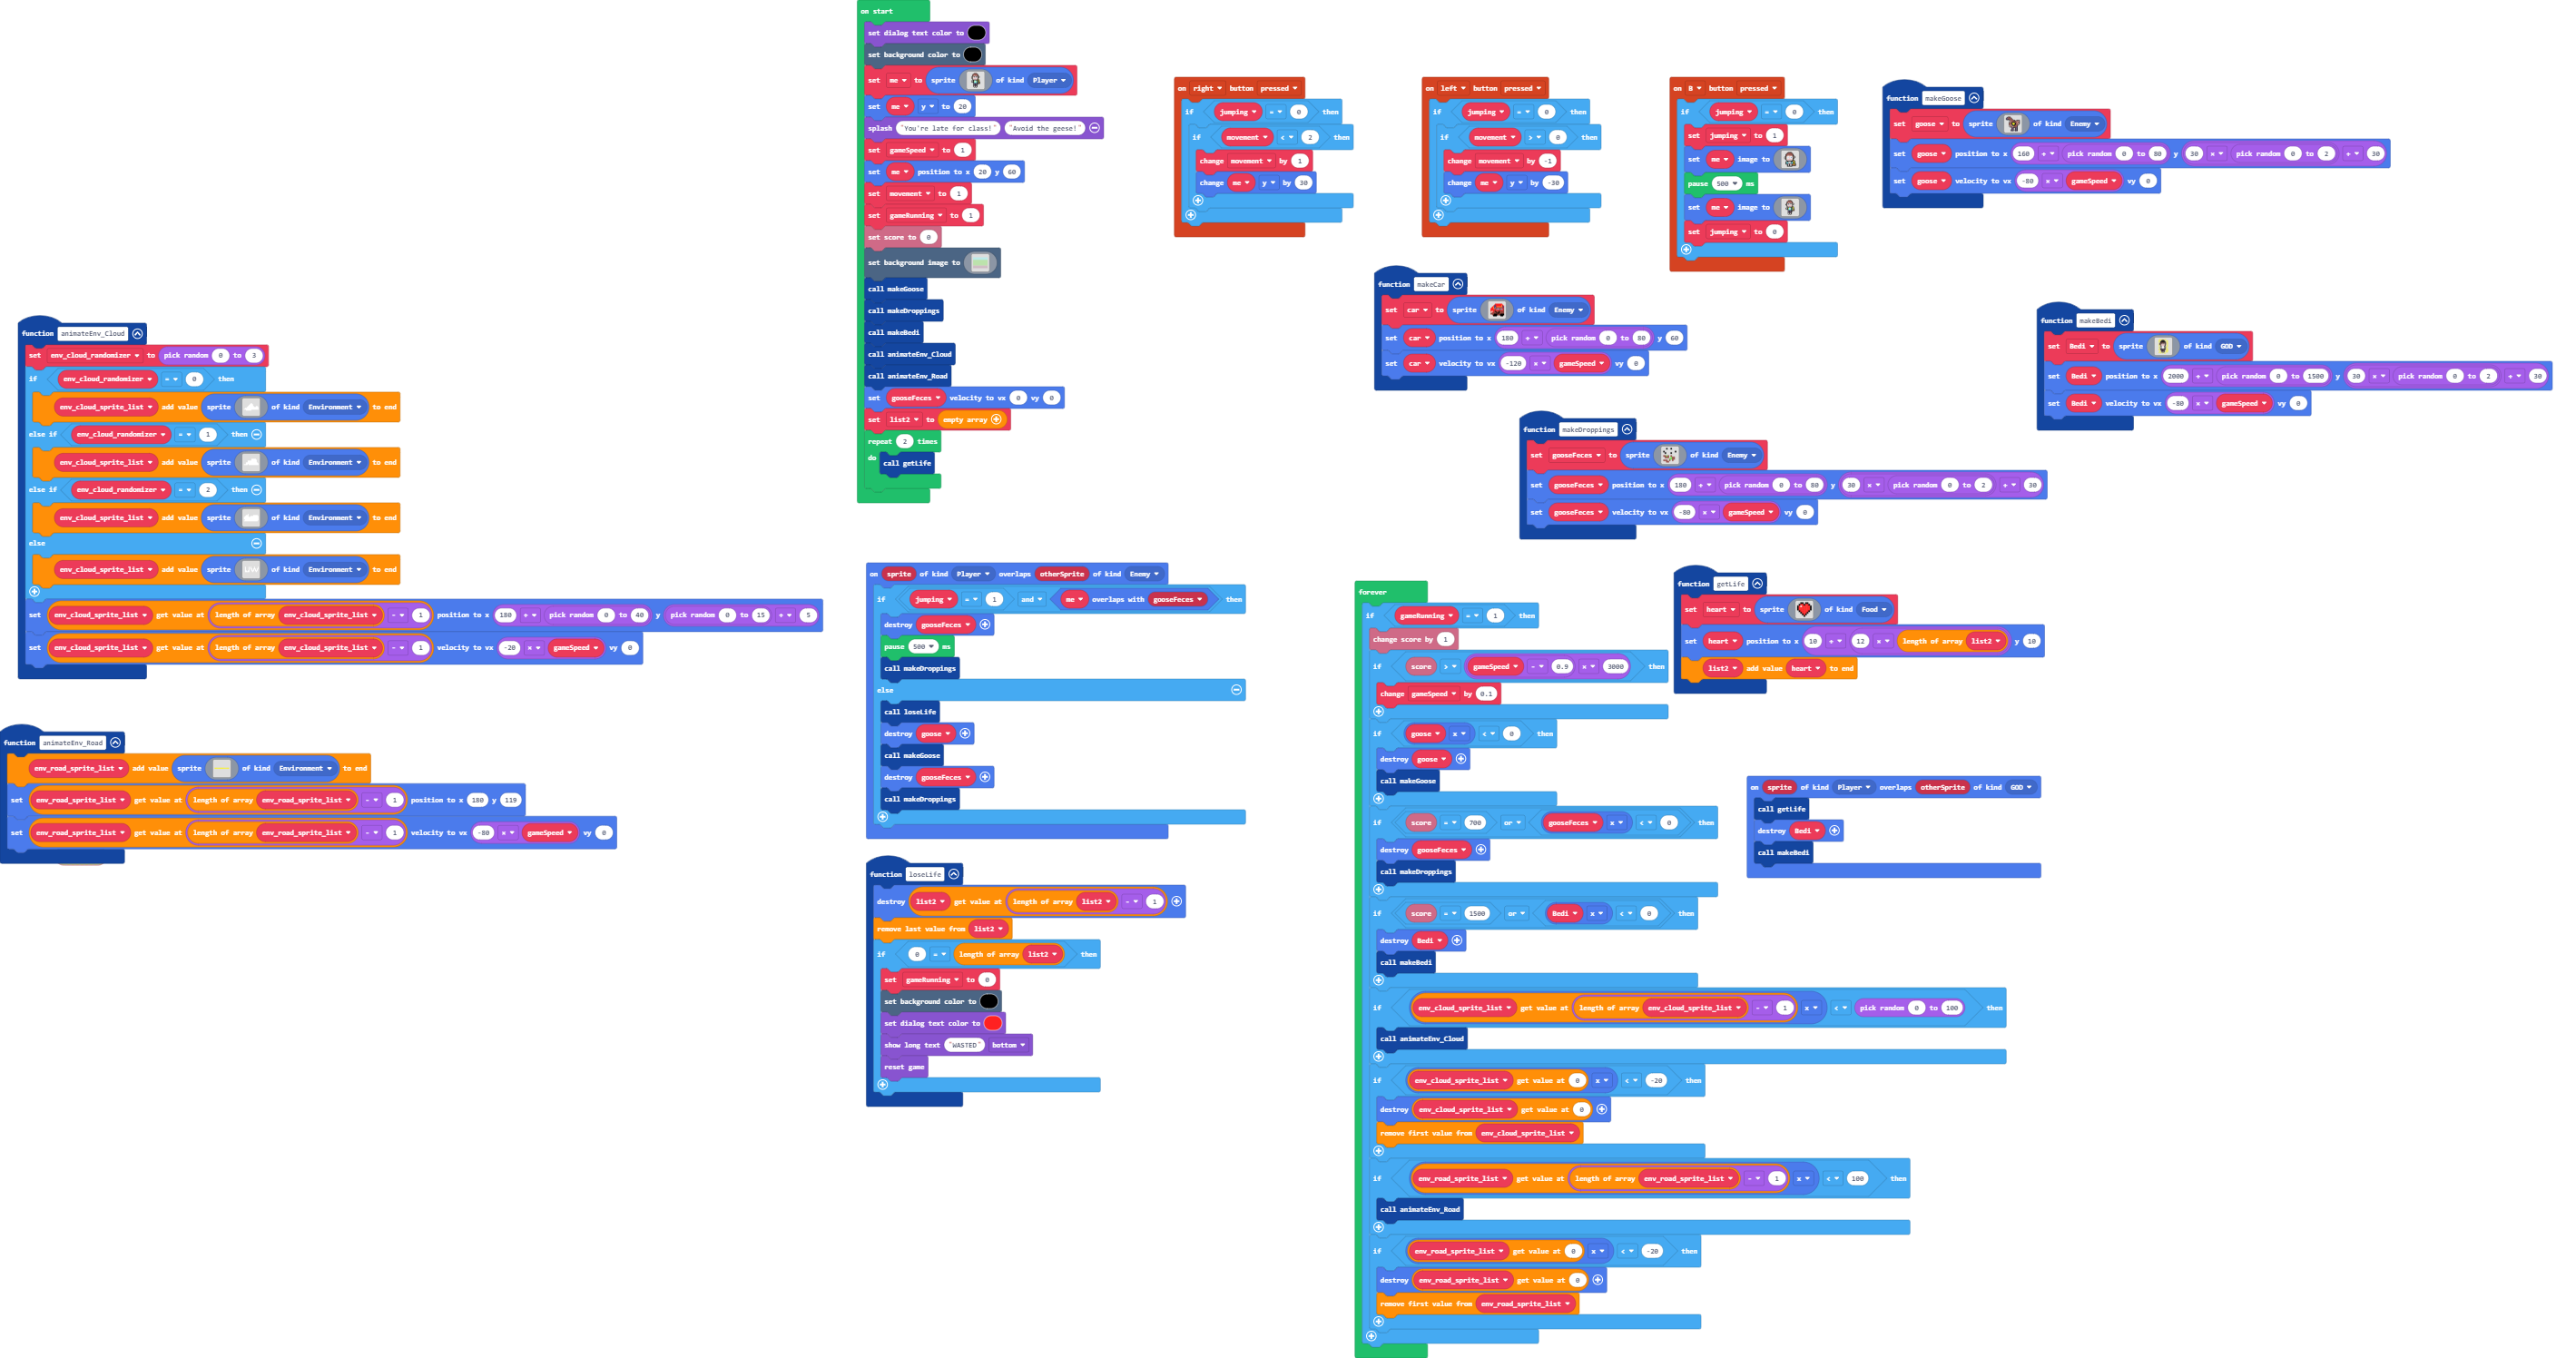 on start
set dialog text color to
set background color to
set me to sprite of kind Player
set me y to 20
splash "You're late for class!" "Avoid the geese!"
set gameSpeed to 1
set me position to x 20 y 60
set movement to 1
set gameRunning to 1
set score to 0
set background image to
call makeGoose
call makeDroppings
call makeBedi
call animateEnv_Cloud
call animateEnv_Road
set gooseFeces velocity to vx 0 vy 0
set list2 to empty array
repeat 2 times
do call getLife
on right button pressed
if jumping = 0 then
if movement < 2 then
change movement by 1
change me y by 30
on left button pressed
if jumping = 0 then
if movement > 0 then
change movement by -1
change me y by -30
on B button pressed
if jumping = 0 then
set jumping to 1
set me image to
pause 500 ms
set me image to
set jumping to 0
function makeGoose
set goose to sprite of kind Enemy
set goose position to x 160 + pick random 0 to 80 y 30 × pick random 0 to 2 + 30
set goose velocity to vx -80 × gameSpeed vy 0
function makeCar
set car to sprite of kind Enemy
set car position to x 180 + pick random 0 to 80 y 60
set car velocity to vx -120 × gameSpeed vy 0
function makeBedi
set Bedi to sprite of kind GOD
set Bedi position to x 2000 + pick random 0 to 1500 y 30 × pick random 0 to 2 + 30
set Bedi velocity to vx -80 × gameSpeed vy 0
function makeDroppings
set gooseFeces to sprite of kind Enemy
set gooseFeces position to x 180 + pick random 0 to 80 y 30 × pick random 0 to 2 + 30
set gooseFeces velocity to vx -80 × gameSpeed vy 0
function animateEnv_Cloud
set env_cloud_randomizer to pick random 0 to 3
if env_cloud_randomizer = 0 then
env_cloud_sprite_list add value sprite of kind Environment to end
else if env_cloud_randomizer = 1 then
env_cloud_sprite_list add value sprite of kind Environment to end
else if env_cloud_randomizer = 2 then
env_cloud_sprite_list add value sprite of kind Environment to end
else
env_cloud_sprite_list add value sprite of kind Environment to end
set env_cloud_sprite_list get value at length of array env_cloud_sprite_list - 1 position to x 180 + pick random 0 to 40 y pick random 0 to 15 + 5
set env_cloud_sprite_list get value at length of array env_cloud_sprite_list - 1 velocity to vx -20 × gameSpeed vy 0
function animateEnv_Road
env_road_sprite_list add value sprite of kind Environment to end
set env_road_sprite_list get value at length of array env_road_sprite_list - 1 position to x 180 y 119
set env_road_sprite_list get value at length of array env_road_sprite_list - 1 velocity to vx -80 × gameSpeed vy 0
on sprite of kind Player overlaps otherSprite of kind Enemy
if jumping = 1 and me overlaps with gooseFeces then
destroy gooseFeces
pause 500 ms
call makeDroppings
else
call loseLife
destroy goose
call makeGoose
destroy gooseFeces
call makeDroppings
function loseLife
destroy list2 get value at length of array list2 - 1
remove last value from list2
if 0 = length of array list2 then
set gameRunning to 0
set background color to
set dialog text color to
show long text "WASTED" bottom
reset game
forever
if gameRunning = 1 then
change score by 1
if score > gameSpeed - 0.9 × 3000 then
change gameSpeed by 0.1
if goose x < 0 then
destroy goose
call makeGoose
if score = 700 or gooseFeces x < 0 then
destroy gooseFeces
call makeDroppings
if score = 1500 or Bedi x < 0 then
destroy Bedi
call makeBedi
if env_cloud_sprite_list get value at length of array env_cloud_sprite_list - 1 x < pick random 0 to 100 then
call animateEnv_Cloud
if env_cloud_sprite_list get value at 0 x < -20 then
destroy env_cloud_sprite_list get value at 0
remove first value from env_cloud_sprite_list
if env_road_sprite_list get value at length of array env_road_sprite_list - 1 x < 100 then
call animateEnv_Road
if env_road_sprite_list get value at 0 x < -20 then
destroy env_road_sprite_list get value at 0
remove first value from env_road_sprite_list
function getLife
set heart to sprite of kind Food
set heart position to x 10 + 12 × length of array list2 y 10
list2 add value heart to end
on sprite of kind Player overlaps otherSprite of kind GOD
call getLife
destroy Bedi
call makeBedi